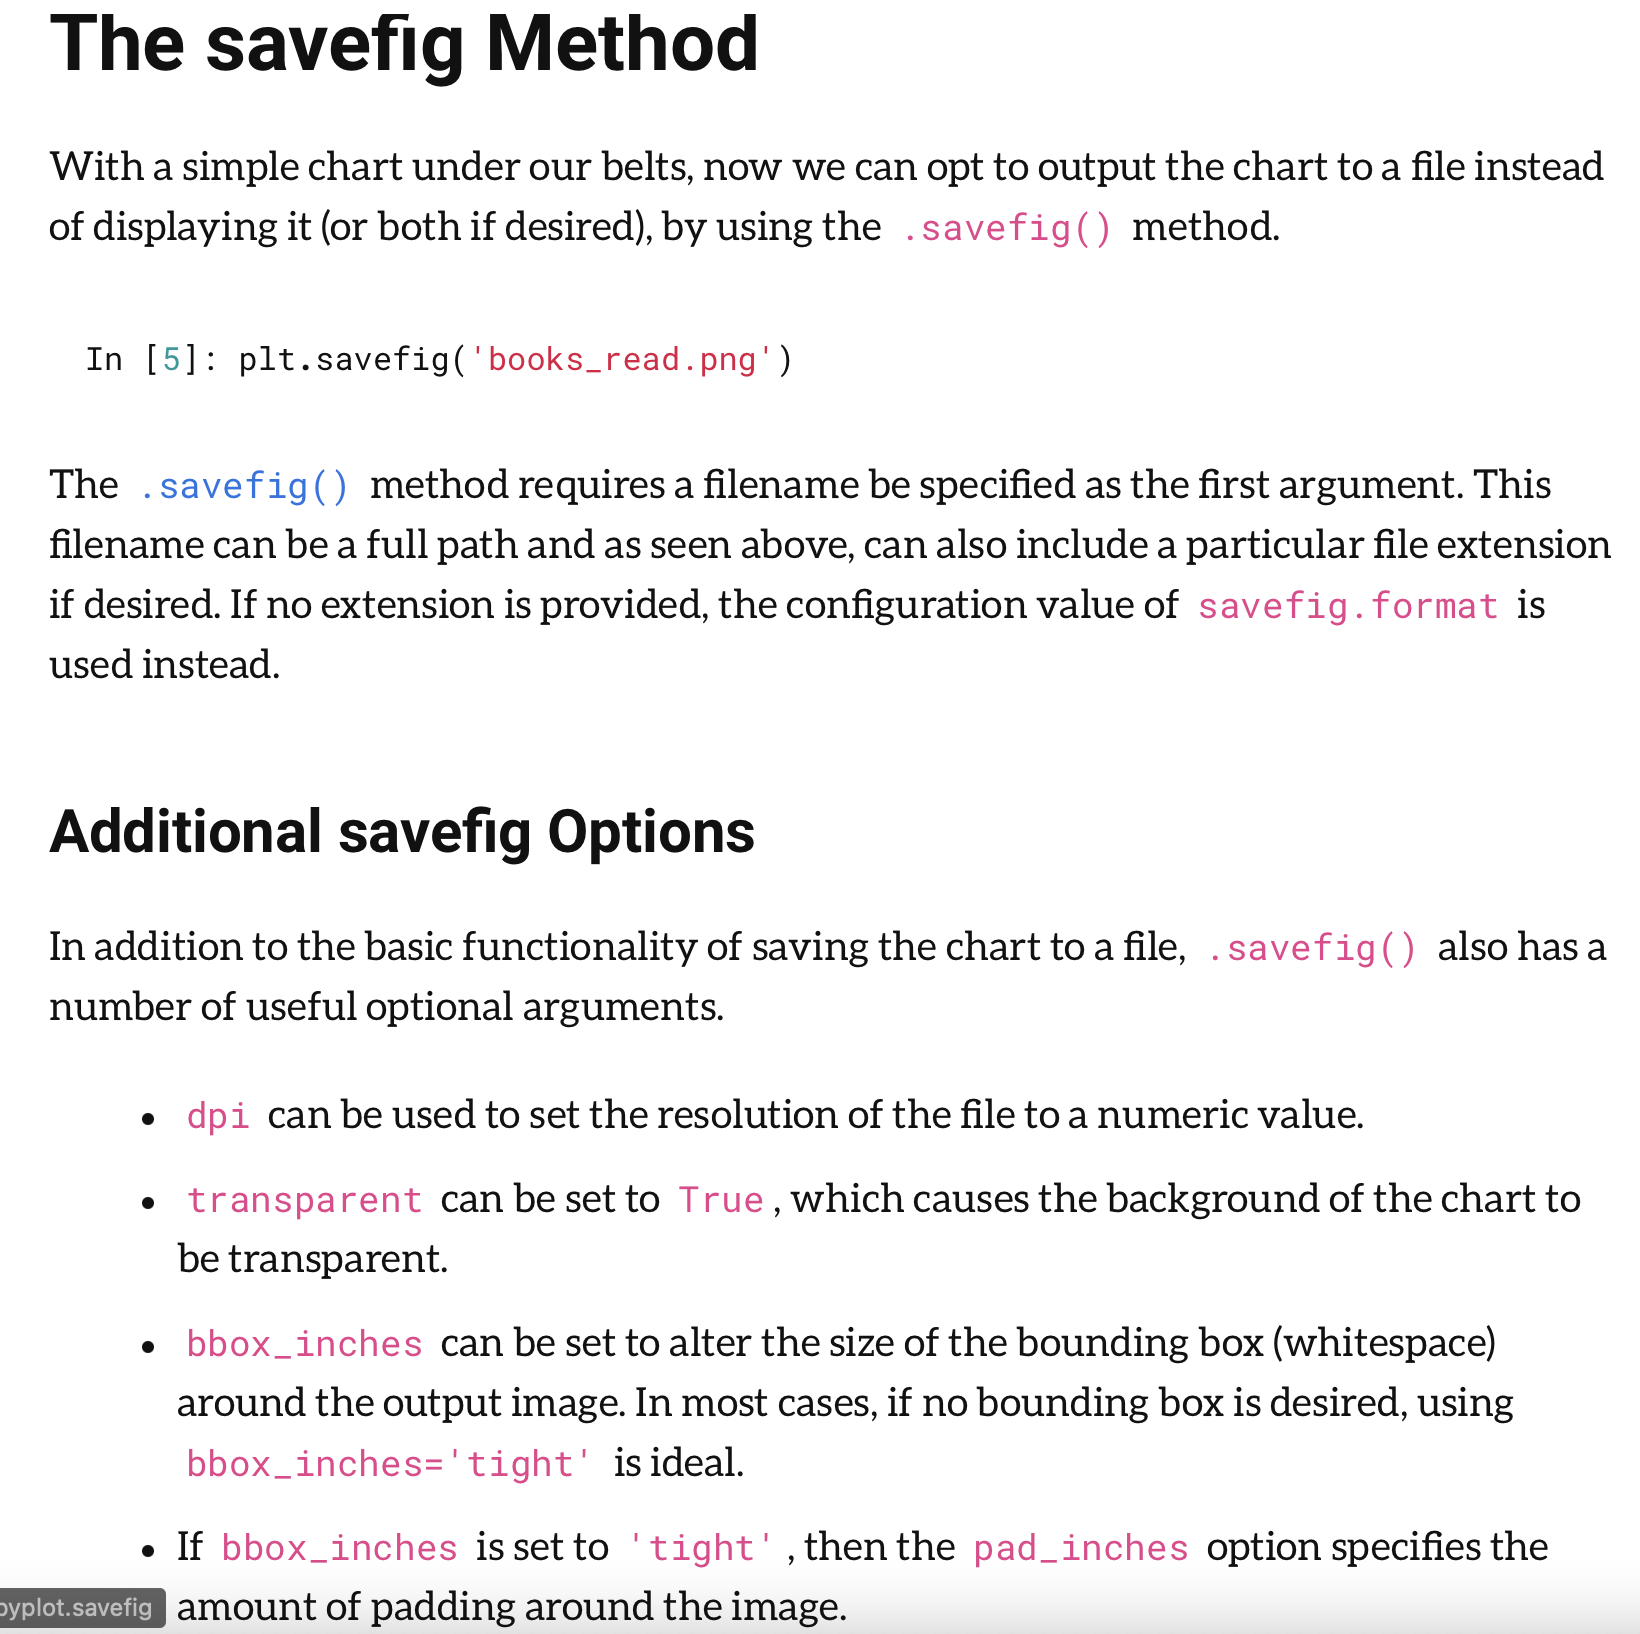 The savefig Method
With a simple chart under our belts, now we can opt to output the chart to a file instead
of displaying it (or both if desired), by using the .savefig() method.
In [5]: plt.savefig('books_read.png')
The .savefig() method requires a filename be specified as the first argument. This
filename can be a full path and as seen above, can also include a particular file extension
if desired. If no extension is provided, the configuration value of savefig.format is
used instead.
Additional savefig Options
In addition to the basic functionality of saving the chart to a file, .savefig() also has a
number of useful optional arguments.
• dpi can be used to set the resolution of the file to a numeric value.
• transparent can be set to True , which causes the background of the chart to
be transparent.
• bbox_inches can be set to alter the size of the bounding box (whitespace)
around the output image. In most cases, if no bounding box is desired, using
bbox_inches='tight' is ideal.
• If bbox_inches is set to 'tight' , then the pad_inches option specifies the
amount of padding around the image.
pyplot.savefig